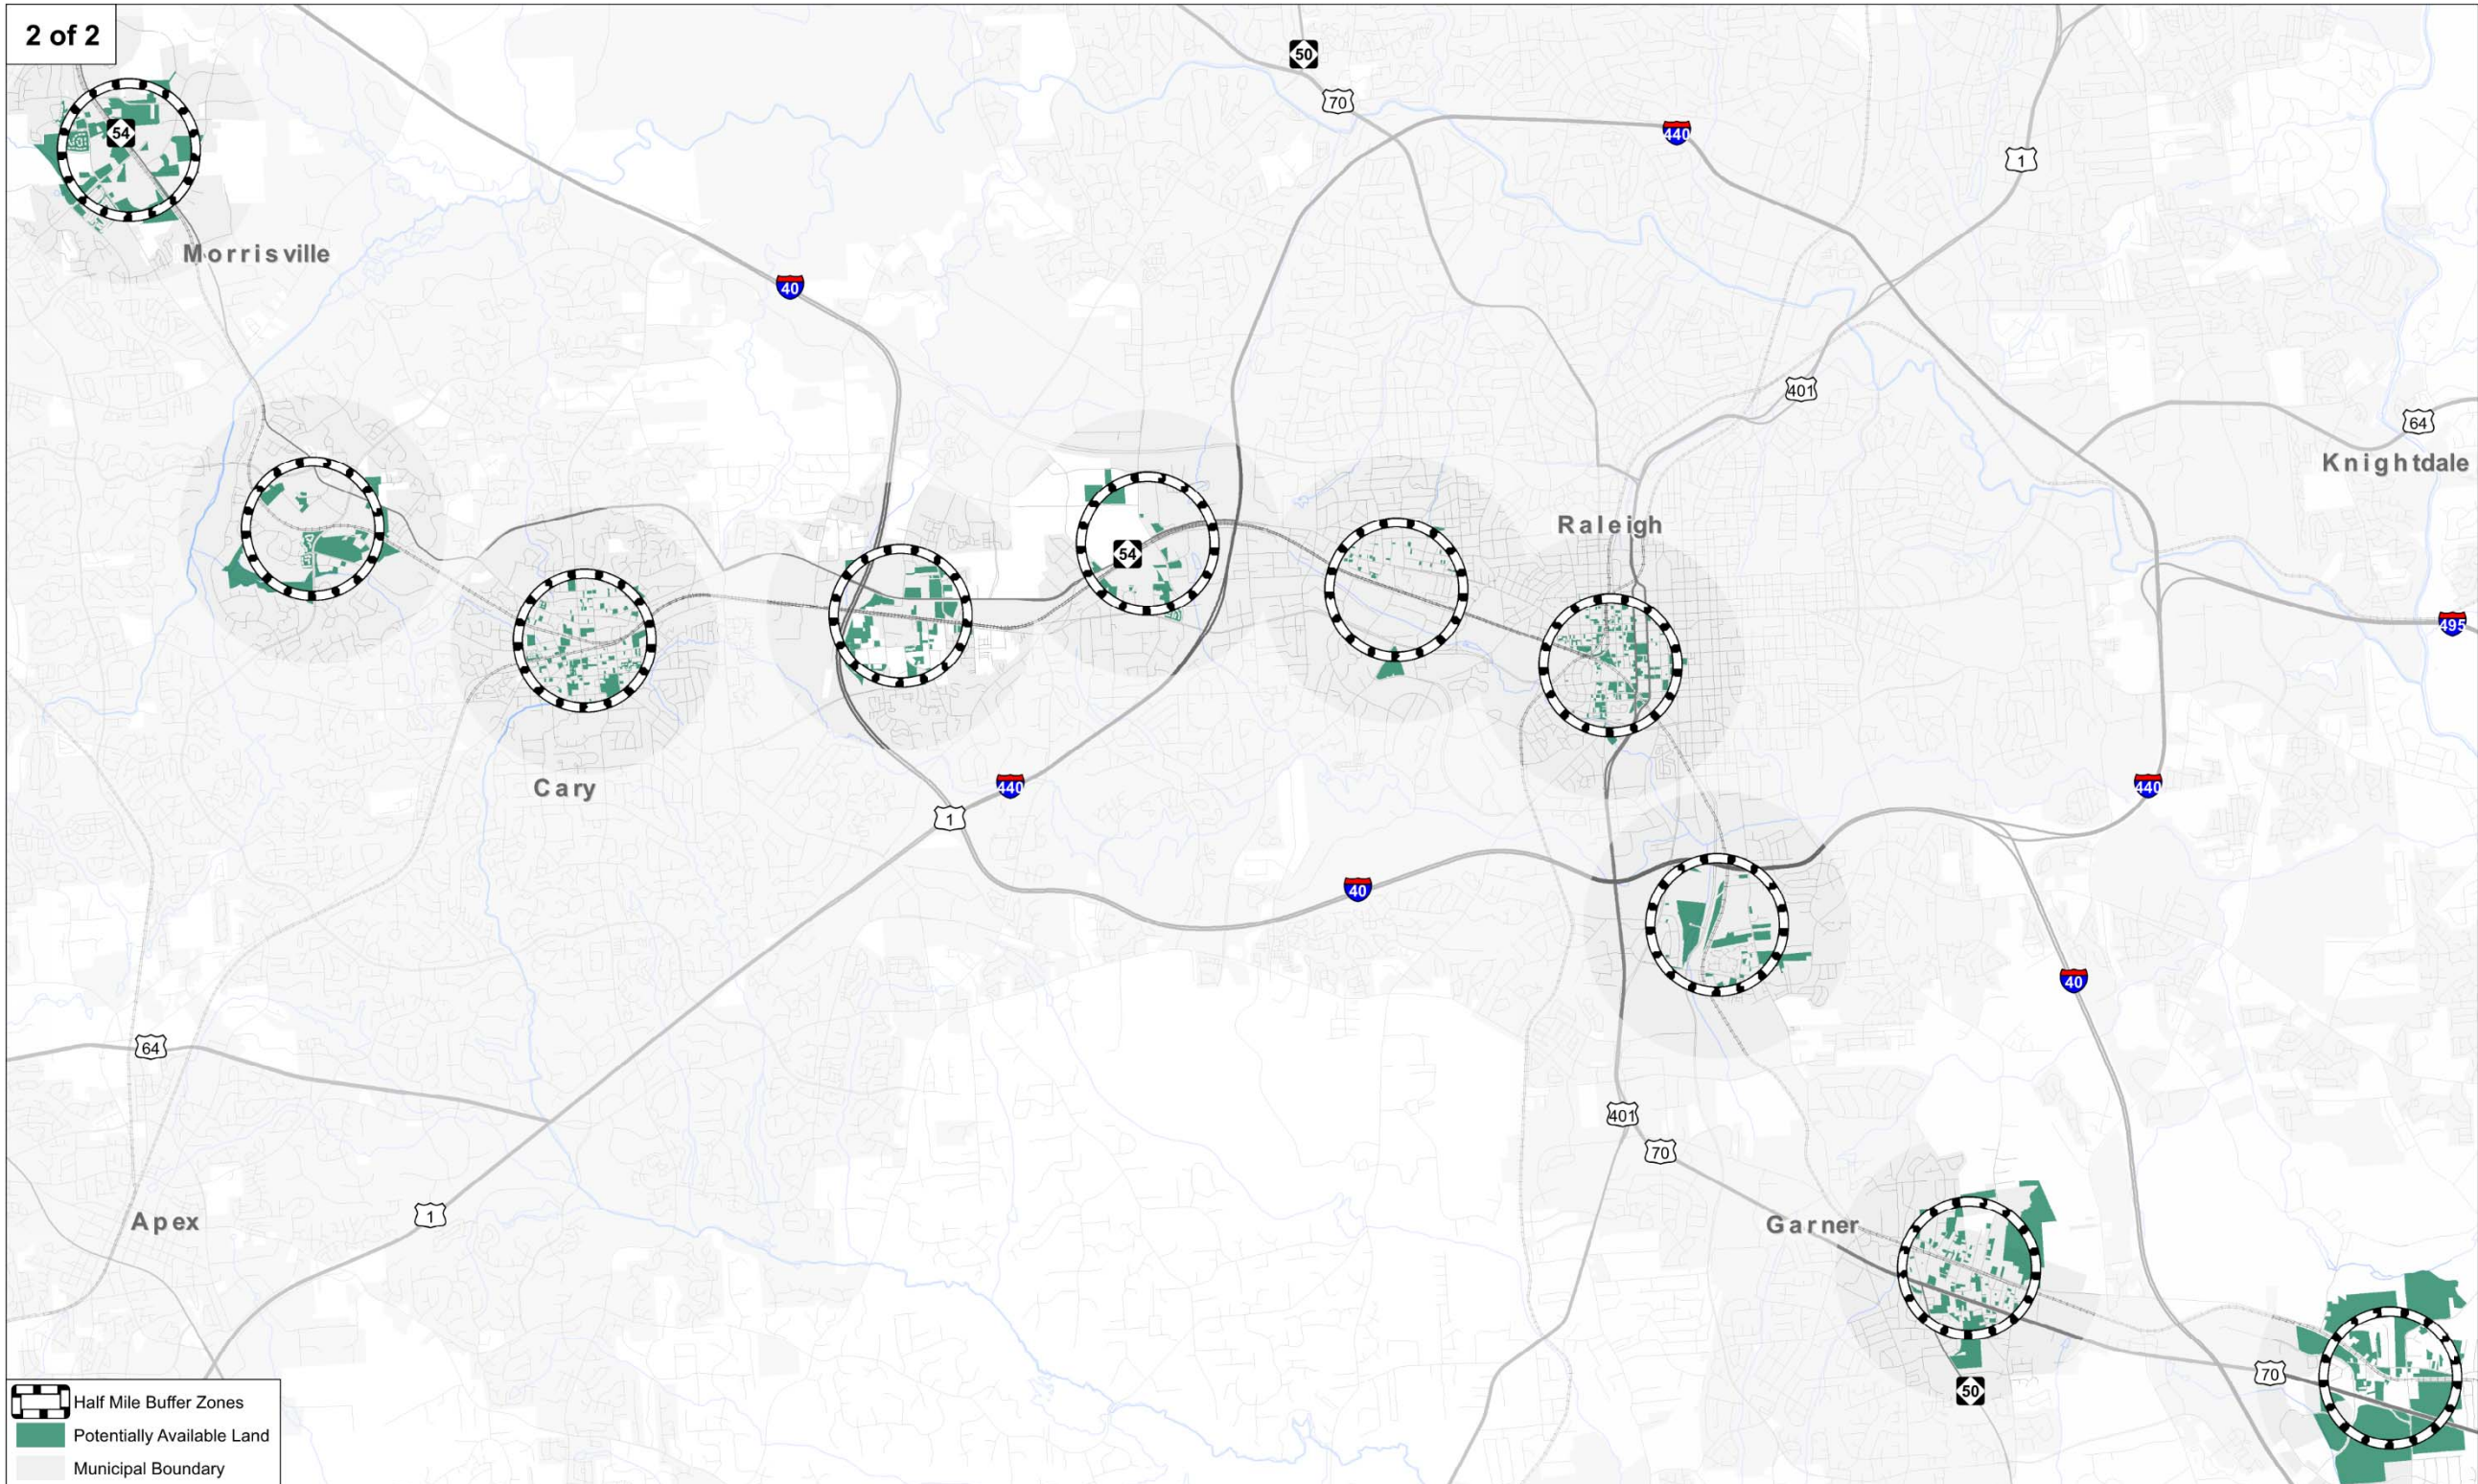 2 of 2
50
70
54
440
1
Morrisville
40
401
64
Knightdale
Raleigh
54
495
Cary
440
440
1
40
40
64
401
70
Apex
1
Garner
70
50
Half Mile Buffer Zones
Potentially Available Land
Municipal Boundary